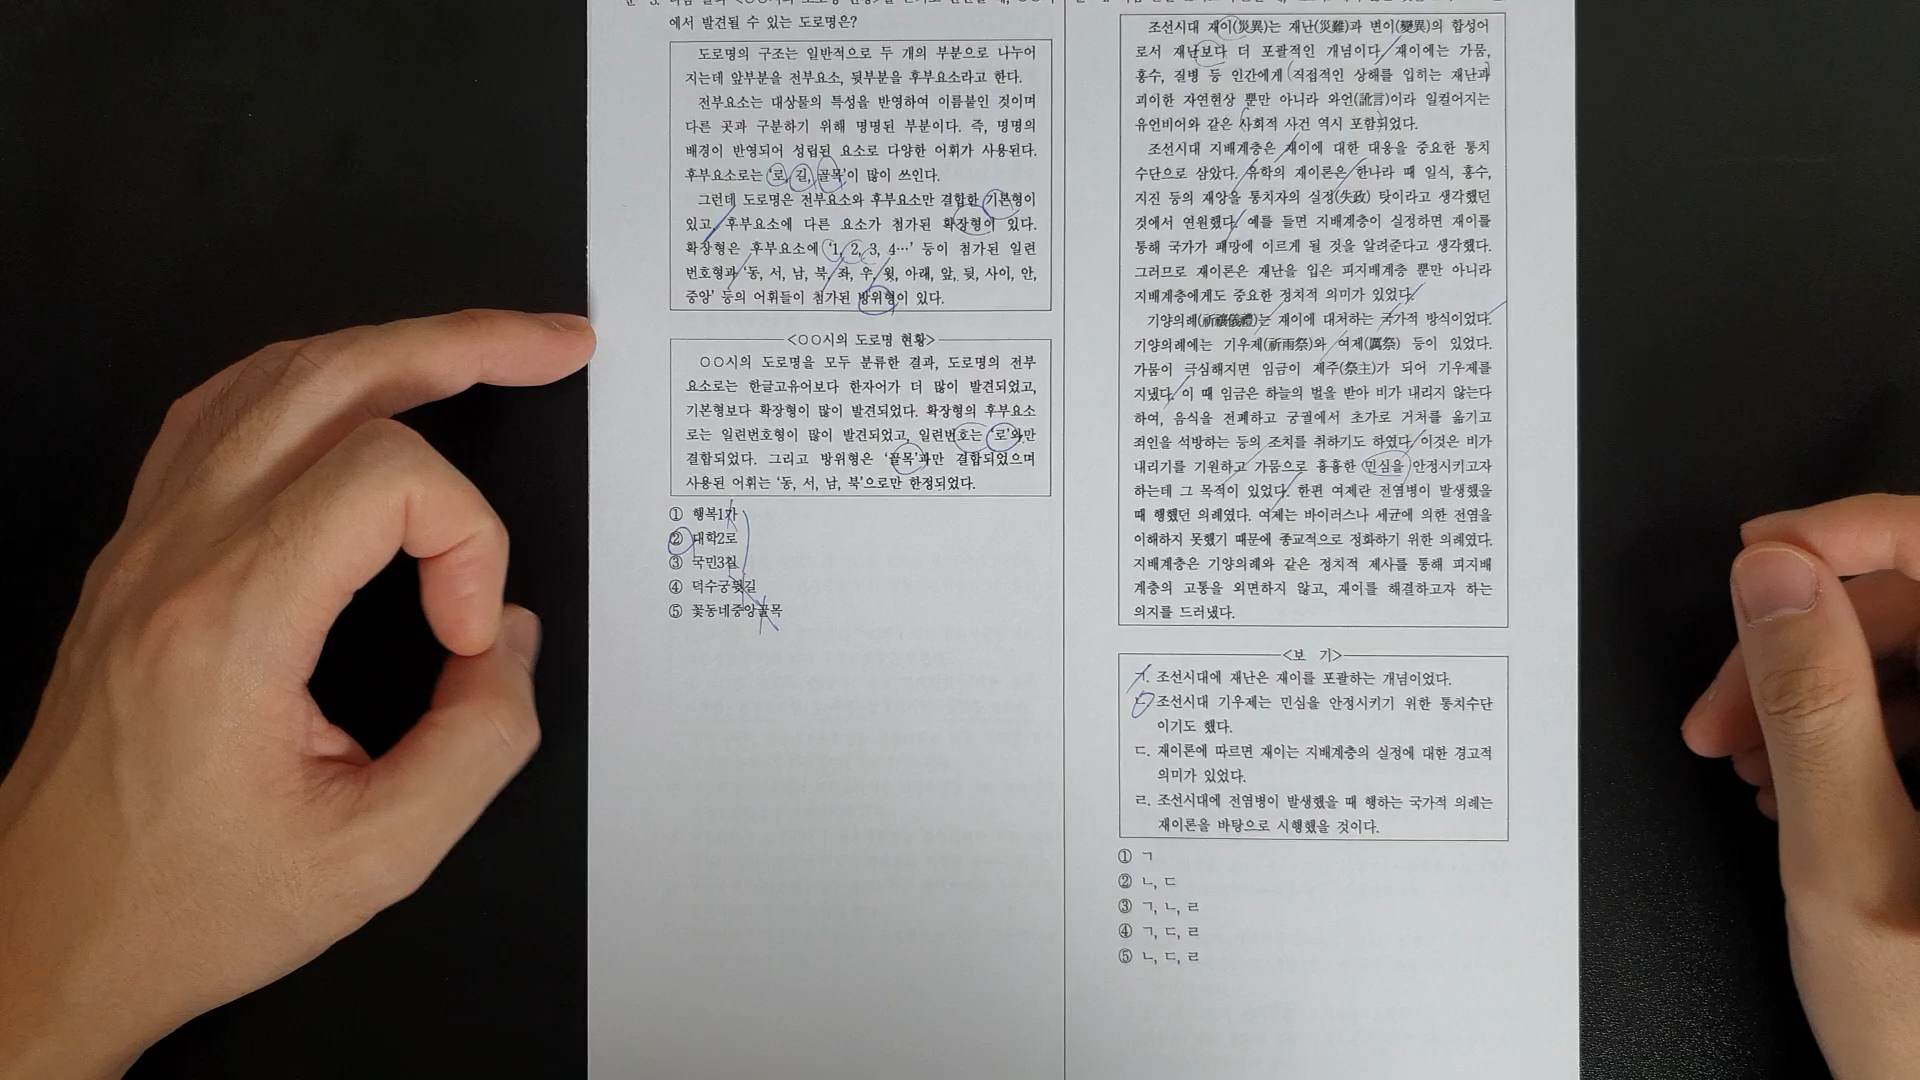 에서 발견될 수 있는 도로명은?
도로명의 구조는 일반적으로 두 개의 부분으로 나누어
지는데 앞부분을 전부요소, 뒷부분을 후부요소라고 한다.
전부요소는 대상물의 특성을 반영하여 이름붙인 것이며
다른 곳과 구분하기 위해 명명된 부분이다. 즉, 명명의
배경이 반영되어 성립된 요소로 다양한 어휘가 사용된다.
후부요소로는 '로, 길, 골목'이 많이 쓰인다.
그런데 도로명은 전부요소와 후부요소만 결합한 기본형이
있고, 후부요소에 다른 요소가 첨가된 확장형이 있다.
확장형은 후부요소에 '1, 2, 3, 4…' 등이 첨가된 일련
번호형과 '동, 서, 남, 북, 좌, 우, 윗, 아래, 앞, 뒷, 사이, 안,
중앙' 등의 어휘들이 첨가된 방위형이 있다.
<○○시의 도로명 현황>
○○시의 도로명을 모두 분류한 결과, 도로명의 전부
요소로는 한글고유어보다 한자어가 더 많이 발견되었고,
기본형보다 확장형이 많이 발견되었다. 확장형의 후부요소
로는 일련번호형이 많이 발견되었고, 일련번호는 '로'와만
결합되었다. 그리고 방위형은 '골목'과만 결합되었으며
사용된 어휘는 '동, 서, 남, 북'으로만 한정되었다.
① 행복1가
② 대학2로
③ 국민3길
④ 덕수궁뒷길
⑤ 꽃동네중앙골목
조선시대 재이(災異)는 재난(災難)과 변이(變異)의 합성어
로서 재난보다 더 포괄적인 개념이다. 재이에는 가뭄,
홍수, 질병 등 인간에게 직접적인 상해를 입히는 재난과
괴이한 자연현상 뿐만 아니라 와언(訛言)이라 일컬어지는
유언비어와 같은 사회적 사건 역시 포함되었다.
조선시대 지배계층은 재이에 대한 대응을 중요한 통치
수단으로 삼았다. 유학의 재이론은 한나라 때 일식, 홍수,
지진 등의 재앙을 통치자의 실정(失政) 탓이라고 생각했던
것에서 연원했다. 예를 들면 지배계층이 실정하면 재이를
통해 국가가 패망에 이르게 될 것을 알려준다고 생각했다.
그러므로 재이론은 재난을 입은 피지배계층 뿐만 아니라
지배계층에게도 중요한 정치적 의미가 있었다.
기양의례(祈禳儀禮)는 재이에 대처하는 국가적 방식이었다.
기양의례에는 기우제(祈雨祭)와 여제(厲祭) 등이 있었다.
가뭄이 극심해지면 임금이 제주(祭主)가 되어 기우제를
지냈다. 이 때 임금은 하늘의 벌을 받아 비가 내리지 않는다
하여, 음식을 전폐하고 궁궐에서 초가로 거처를 옮기고
죄인을 석방하는 등의 조치를 취하기도 하였다. 이것은 비가
내리기를 기원하고 가뭄으로 흉흉한 민심을 안정시키고자
하는데 그 목적이 있었다. 한편 여제란 전염병이 발생했을
때 행했던 의례였다. 여제는 바이러스나 세균에 의한 전염을
이해하지 못했기 때문에 종교적으로 정화하기 위한 의례였다.
지배계층은 기양의례와 같은 정치적 제사를 통해 피지배
계층의 고통을 외면하지 않고, 재이를 해결하고자 하는
의지를 드러냈다.
<보 기>
ㄱ. 조선시대에 재난은 재이를 포괄하는 개념이었다.
ㄴ. 조선시대 기우제는 민심을 안정시키기 위한 통치수단
이기도 했다.
ㄷ. 재이론에 따르면 재이는 지배계층의 실정에 대한 경고적
의미가 있었다.
ㄹ. 조선시대에 전염병이 발생했을 때 행하는 국가적 의례는
재이론을 바탕으로 시행했을 것이다.
① ㄱ
② ㄴ, ㄷ
③ ㄱ, ㄴ, ㄹ
④ ㄱ, ㄷ, ㄹ
⑤ ㄴ, ㄷ, ㄹ